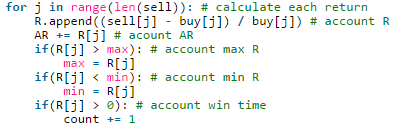 for j in range(len(sell)): # calculate each return
    R.append((sell[j] - buy[j]) / buy[j]) # account R
    AR += R[j] # acount AR
    if(R[j] > max): # account max R
        max = R[j]
    if(R[j] < min): # account min R
        min = R[j]
    if(R[j] > 0): # account win time
        count += 1